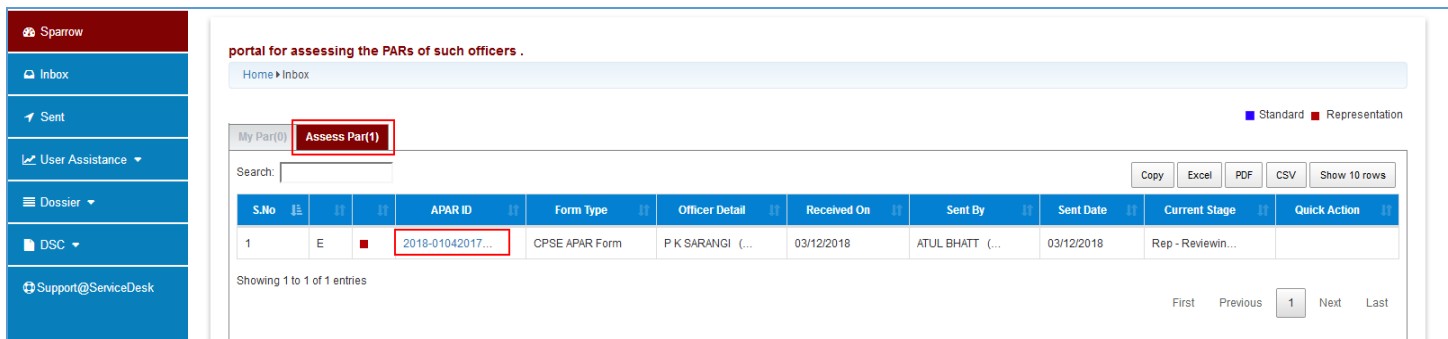 Sparrow
Inbox
Sent
User Assistance
Dossier
DSC
Support@ServiceDesk
portal for assessing the PARs of such officers .
Home Inbox
Standard Representation
My Par(0) Assess Par(1)
Search: Copy Excel PDF CSV Show 10 rows
S.No APAR ID Form Type Officer Detail Received On Sent By Sent Date Current Stage Quick Action
1 E 2018-01042017... CPSE APAR Form P K SARANGI (... 03/12/2018 ATUL BHATT (... 03/12/2018 Rep - Reviewin...
Showing 1 to 1 of 1 entries
First Previous 1 Next Last